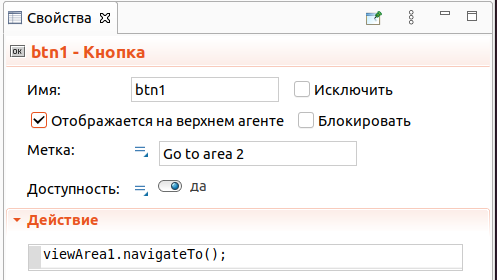 Свойства
OK btn1 - Кнопка
Имя: btn1 Исключить
Отображается на верхнем агенте Блокировать
Метка: Go to area 2
Доступность: да
Действие
viewArea1.navigateTo();